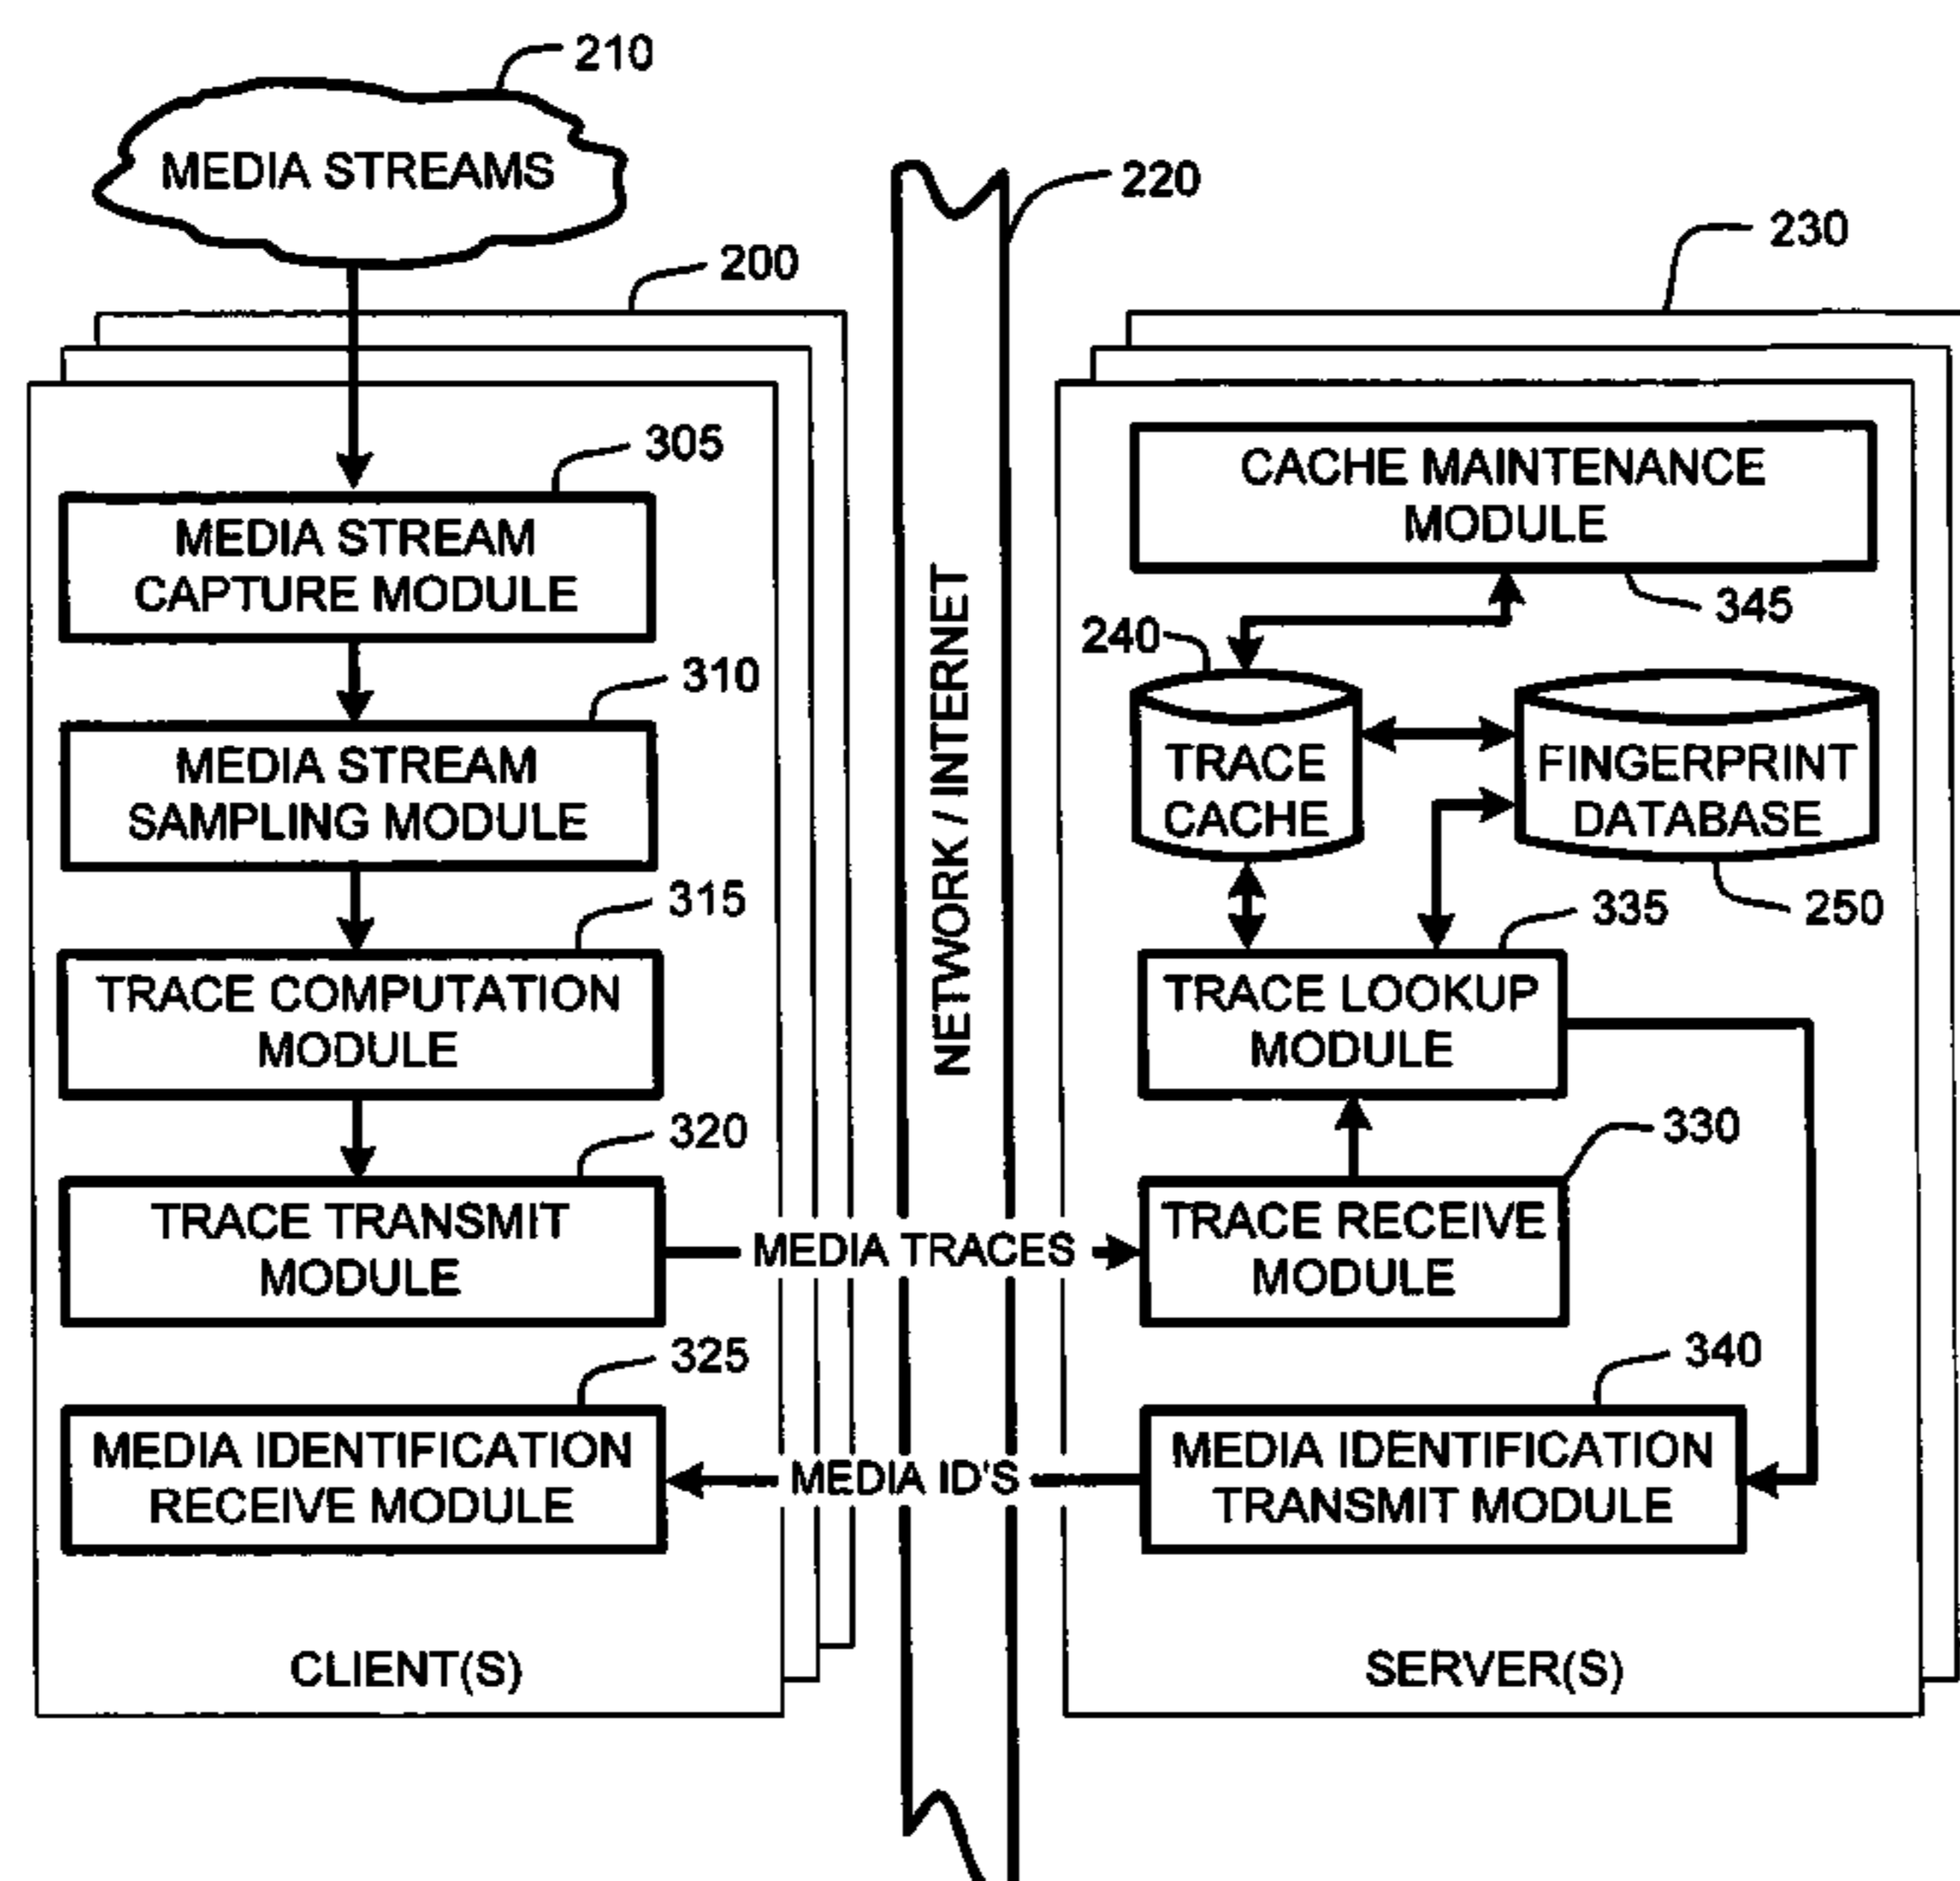 210
MEDIA STREAMS
220
230
200
305
MEDIA STREAM
CAPTURE MODULE
310
MEDIA STREAM
SAMPLING MODULE
315
TRACE COMPUTATION
MODULE
320
TRACE TRANSMIT
MODULE
325
MEDIA IDENTIFICATION
RECEIVE MODULE
CLIENT(S)
NETWORK / INTERNET
MEDIA TRACES
MEDIA ID'S
CACHE MAINTENANCE
MODULE
345
240
TRACE
CACHE
FINGERPRINT
DATABASE
250
335
TRACE LOOKUP
MODULE
330
TRACE RECEIVE
MODULE
340
MEDIA IDENTIFICATION
TRANSMIT MODULE
SERVER(S)